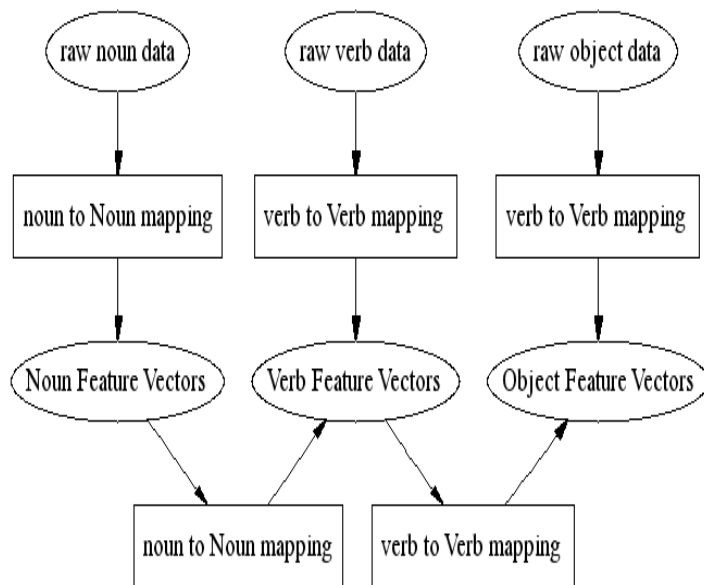 raw noun data
raw verb data
raw object data
noun to Noun mapping
verb to Verb mapping
verb to Verb mapping
Noun Feature Vectors
Verb Feature Vectors
Object Feature Vectors
noun to Noun mapping
verb to Verb mapping